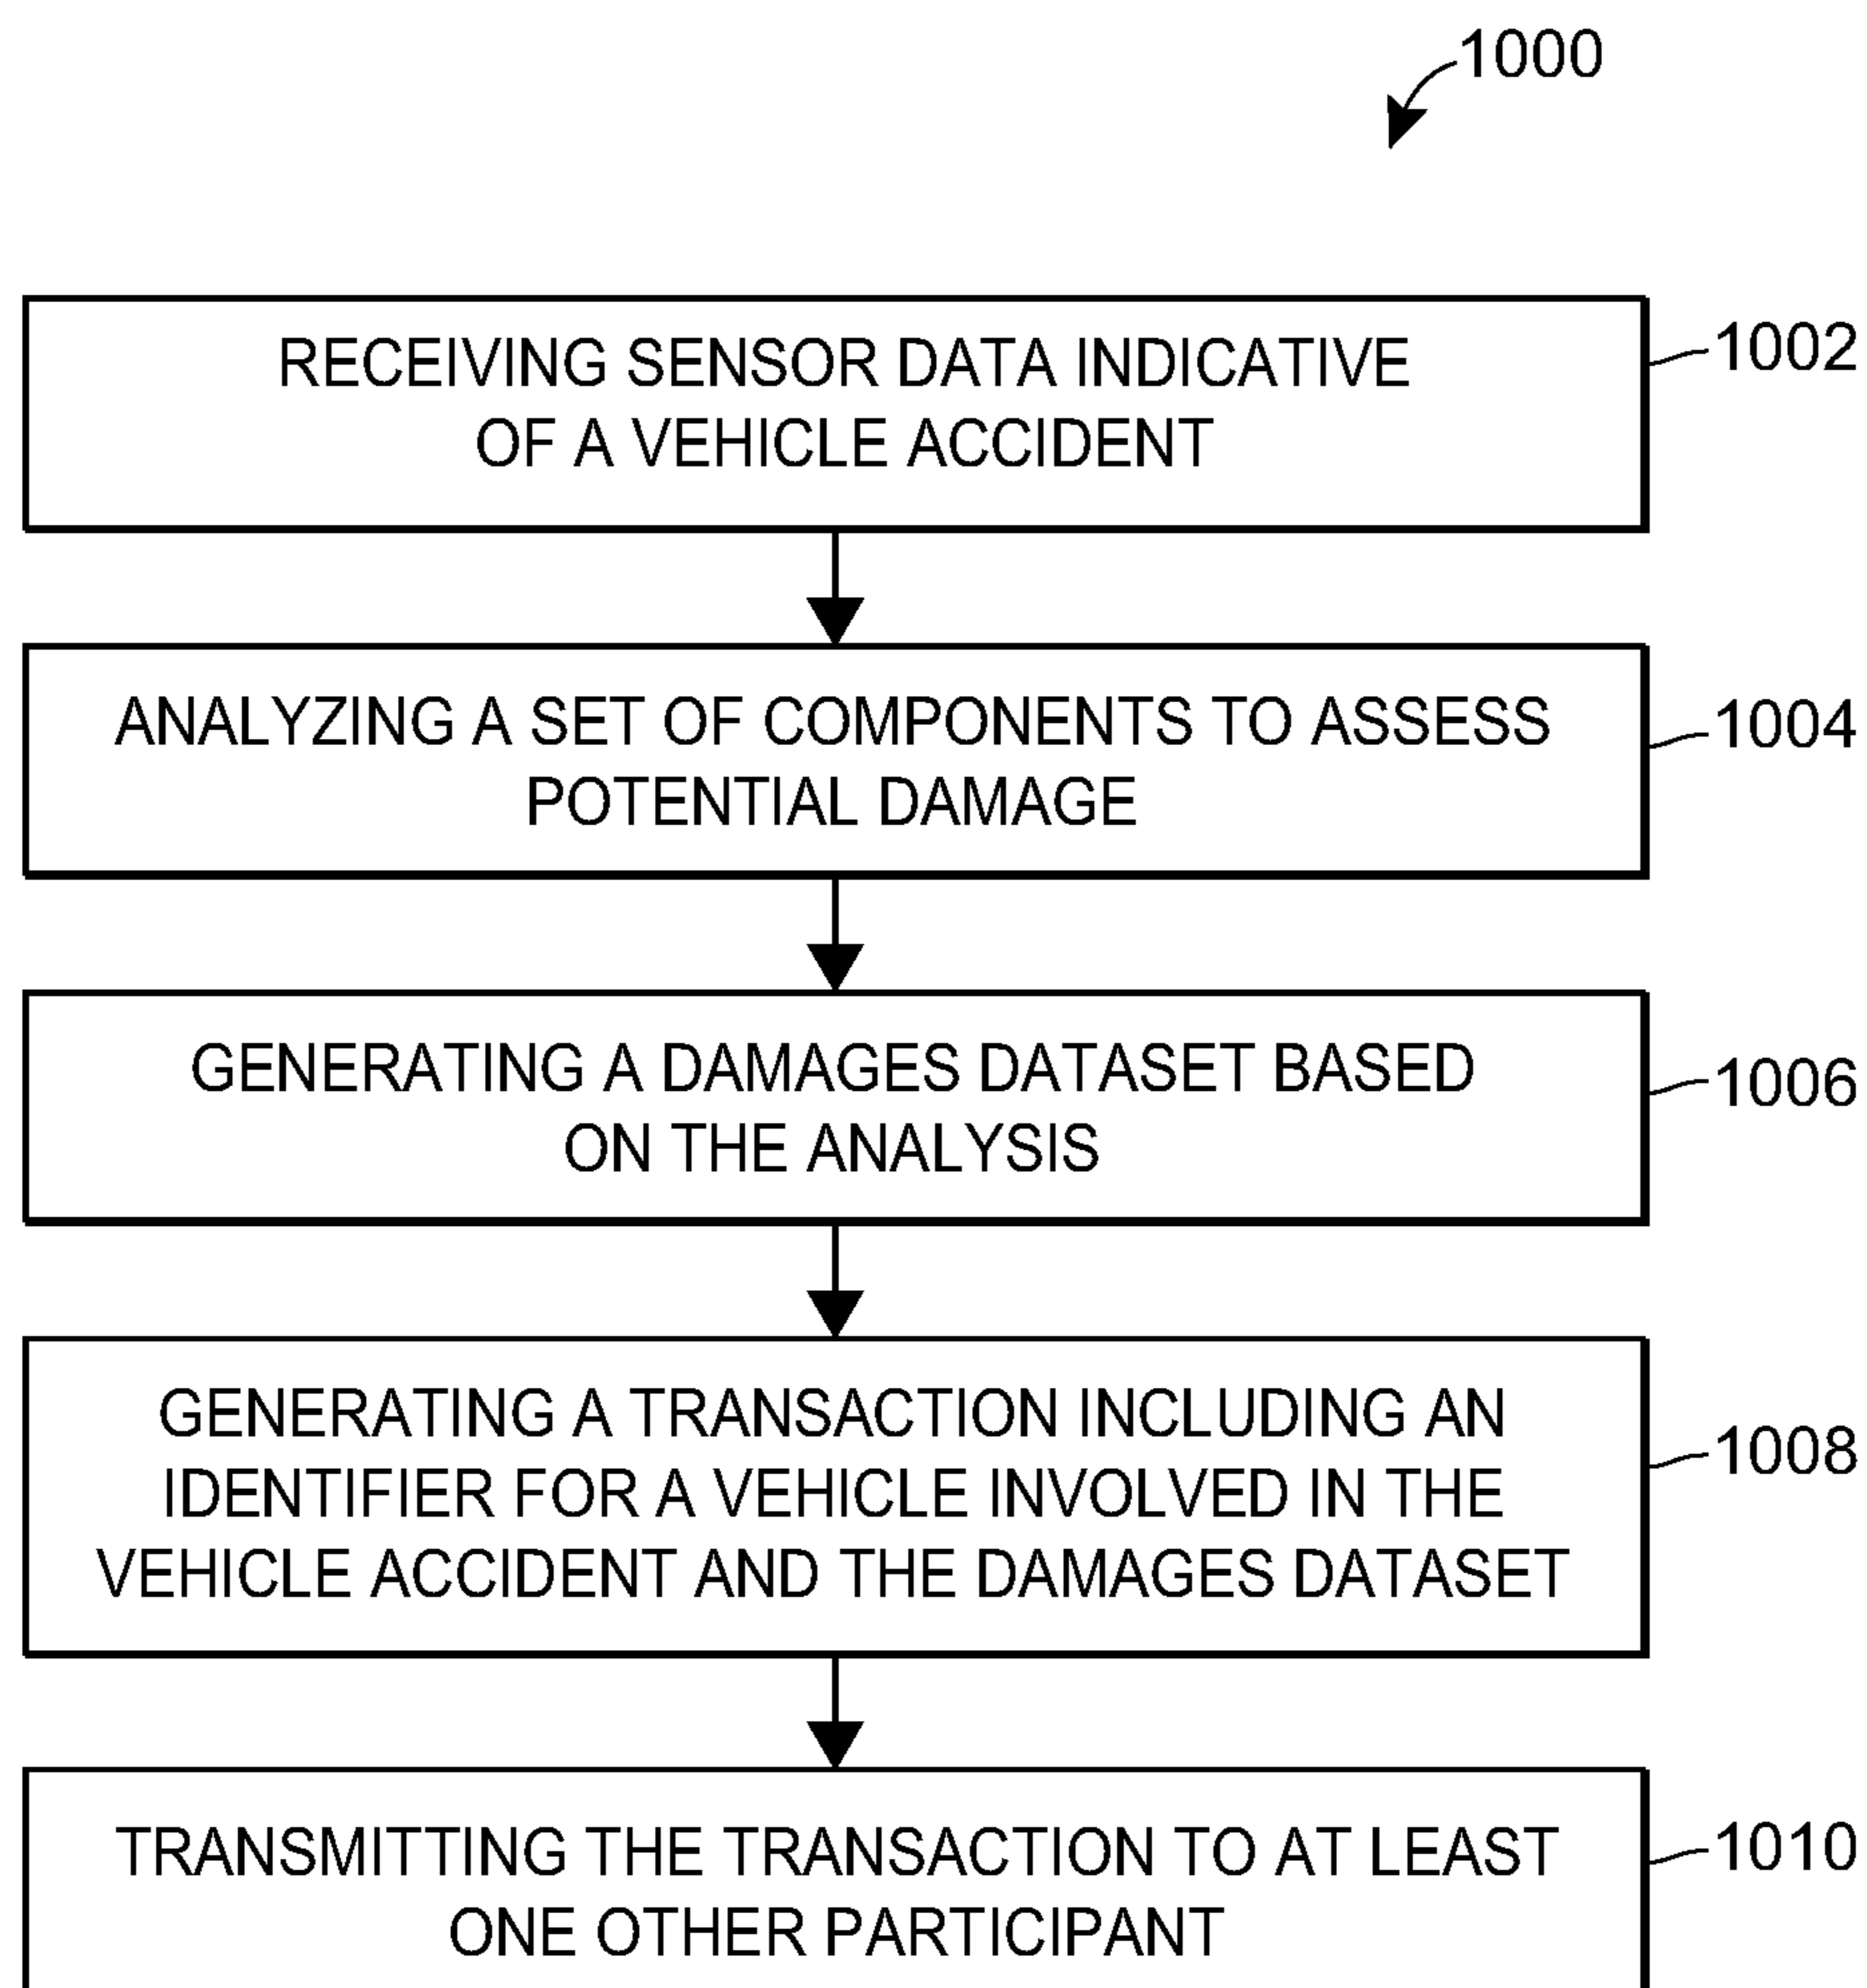 1000
RECEIVING SENSOR DATA INDICATIVE
OF A VEHICLE ACCIDENT
1002
ANALYZING A SET OF COMPONENTS TO ASSESS
POTENTIAL DAMAGE
1004
GENERATING A DAMAGES DATASET BASED
ON THE ANALYSIS
1006
GENERATING A TRANSACTION INCLUDING AN
IDENTIFIER FOR A VEHICLE INVOLVED IN THE
VEHICLE ACCIDENT AND THE DAMAGES DATASET
1008
TRANSMITTING THE TRANSACTION TO AT LEAST
ONE OTHER PARTICIPANT
1010